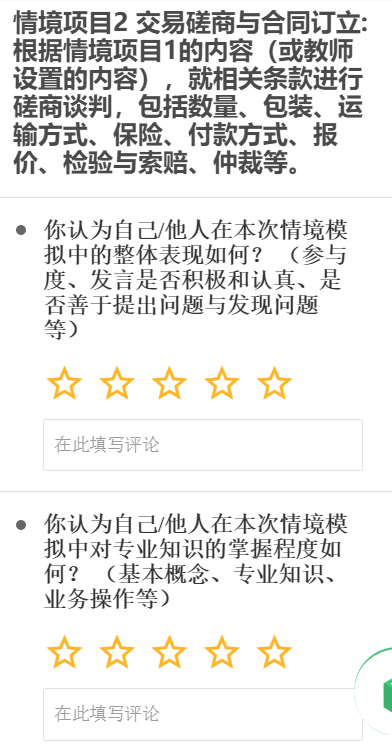 情境项目2 交易磋商与合同订立:
根据情境项目1的内容（或教师
设置的内容），就相关条款进行
磋商谈判，包括数量、包装、运
输方式、保险、付款方式、报
价、检验与索赔、仲裁等。
你认为自己/他人在本次情境模
拟中的整体表现如何？（参与
度、发言是否积极和认真、是
否善于提出问题与发现问题
等）
在此填写评论
你认为自己/他人在本次情境模
拟中对专业知识的掌握程度如
何？（基本概念、专业知识、
业务操作等）
在此填写评论